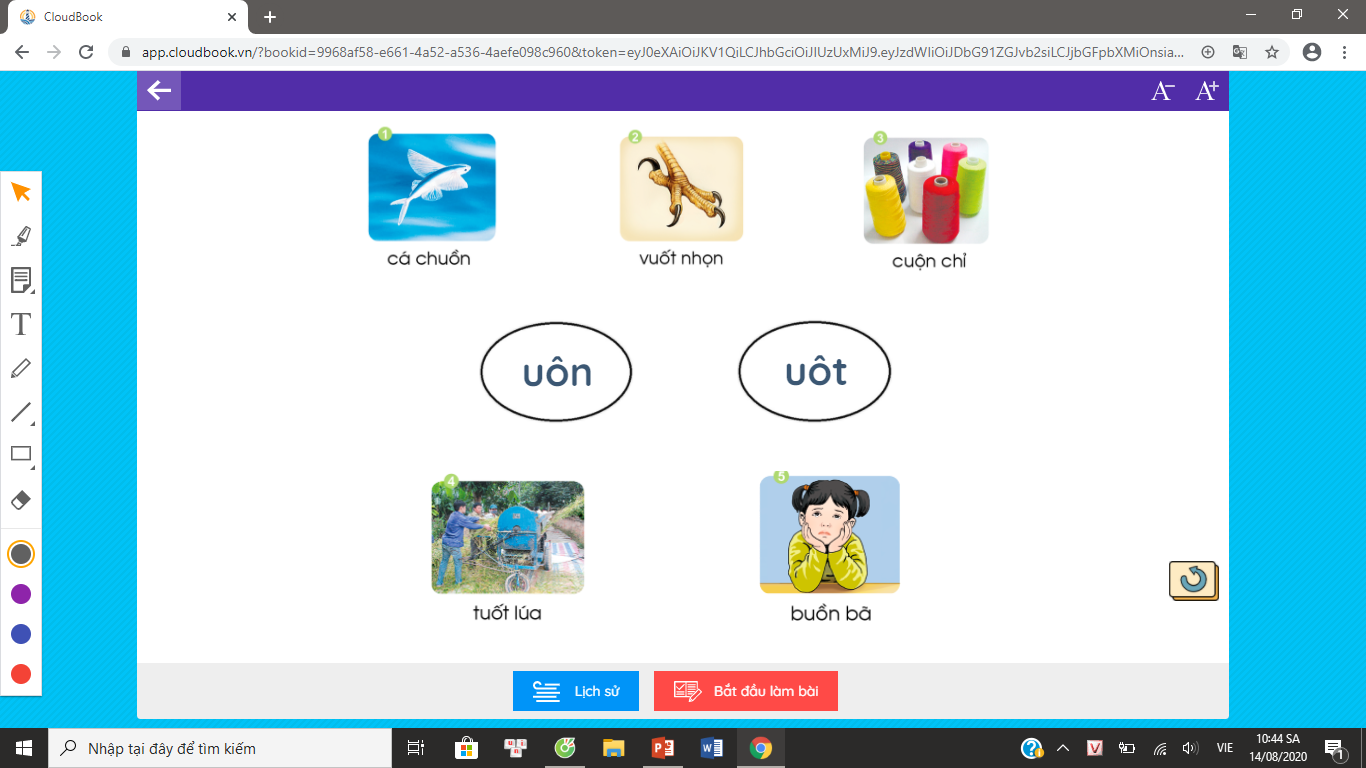 CloudBook
app.cloudbook.vn/?bookid=9968af58-e661-4a52-a536-4aefe098c960&token=eyJ0eXAiOiJKV1QiLCJhbGciOiJIUzUxMiJ9.eyJzdWIiOiJDbG91ZGJvb2siLCJjbGFpbXMiOnsia...
A- A+
1
cá chuồn
2
vuốt nhọn
3
cuộn chỉ
uôn
uôt
4
tuốt lúa
5
buồn bã
T
Lịch sử
Bắt đầu làm bài
Nhập tại đây để tìm kiếm
VIE
10:44 SA
14/08/2020
1